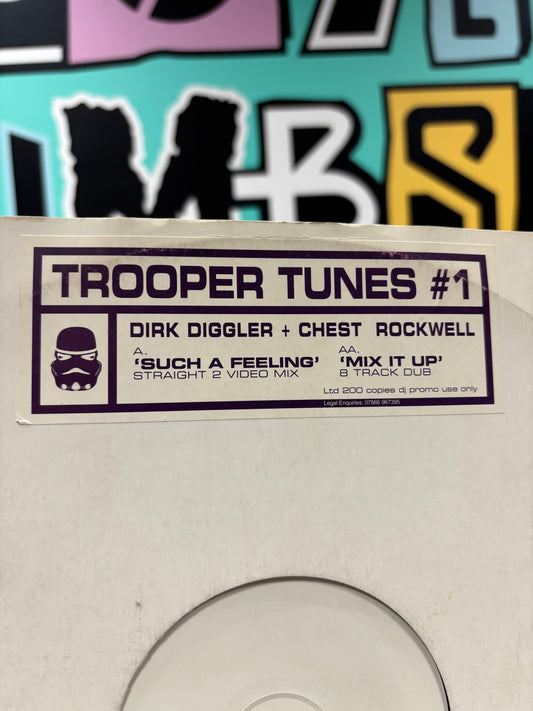 MBS
TROOPER TUNES #1
DIRK DIGGLER + CHEST ROCKWELL
A. AA.
‘SUCH A FEELING’ ‘MIX IT UP’
STRAIGHT 2 VIDEO MIX 8 TRACK DUB
Ltd 200 copies dj promo use only
Legal Enquiries: 07866 967395